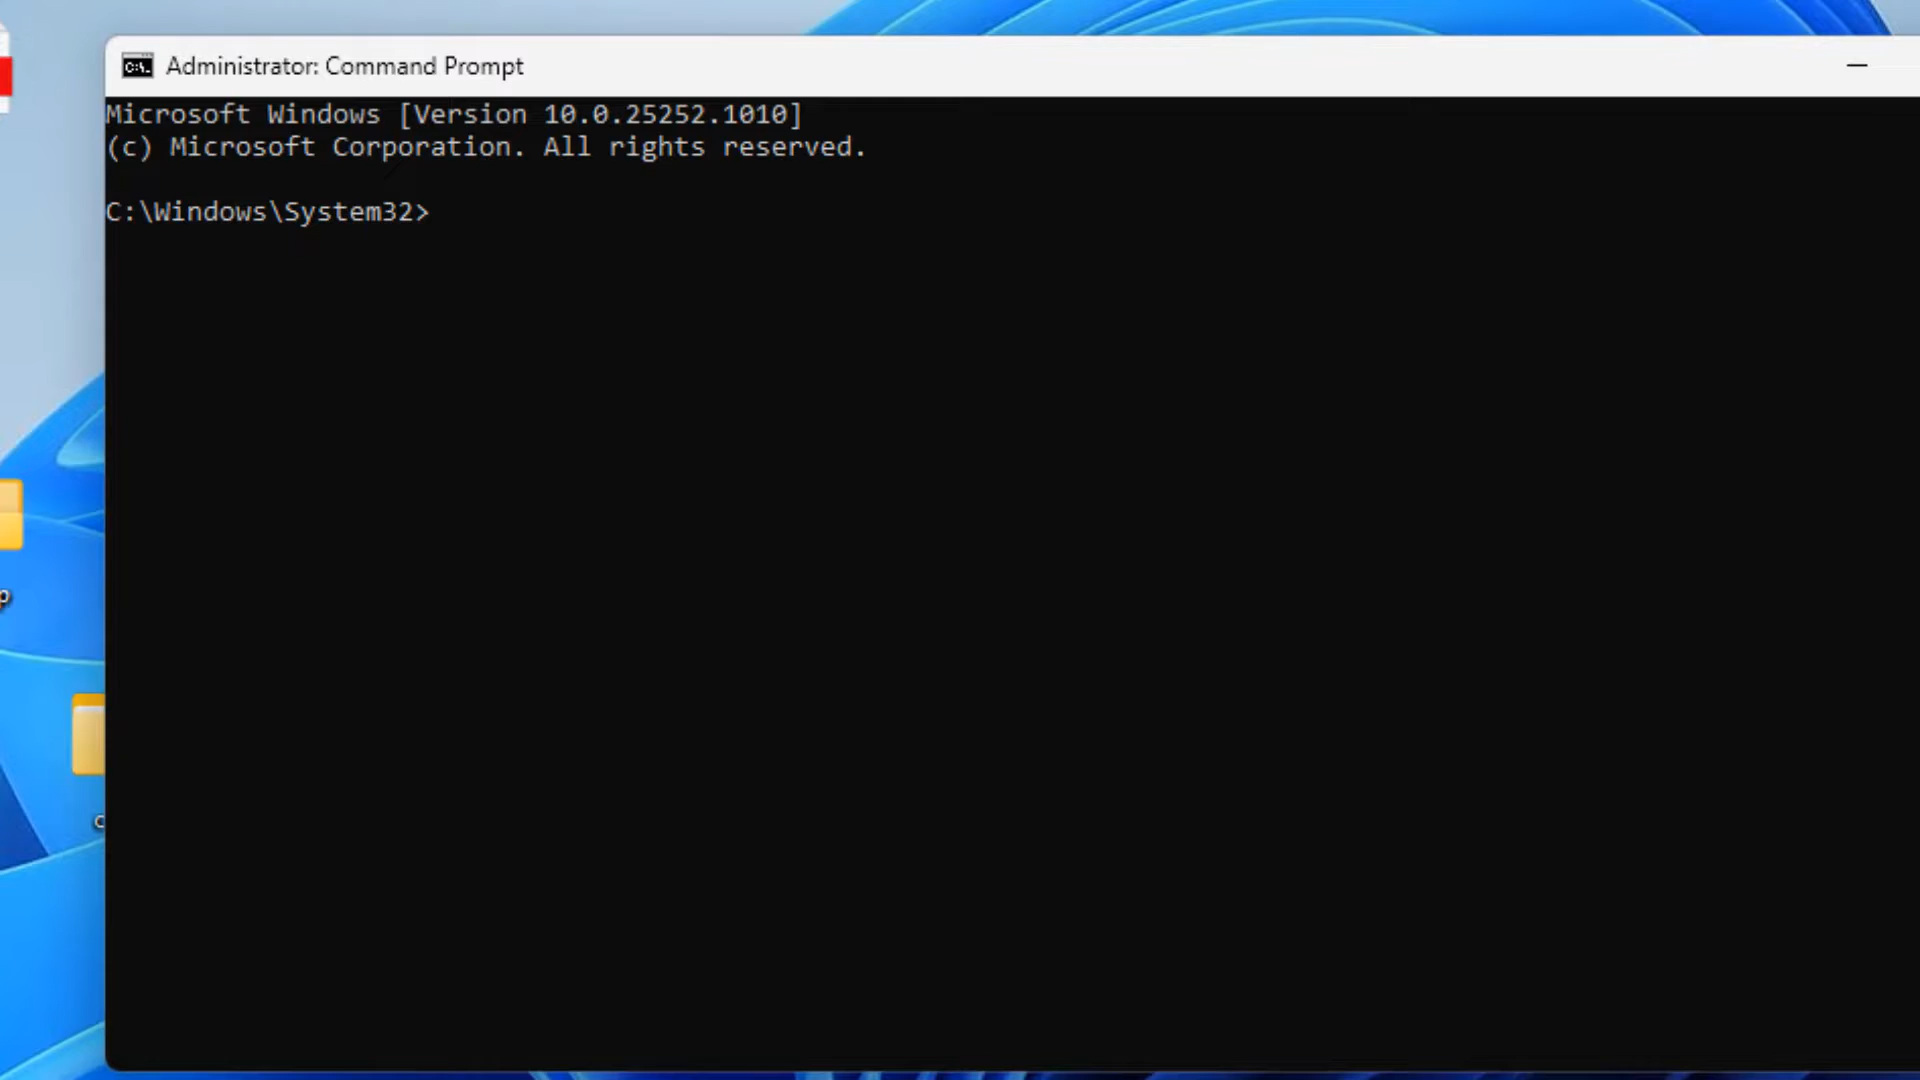 Administrator: Command Prompt
Microsoft Windows [Version 10.0.25252.1010]
(c) Microsoft Corporation. All rights reserved.
C:\Windows\System32>
p